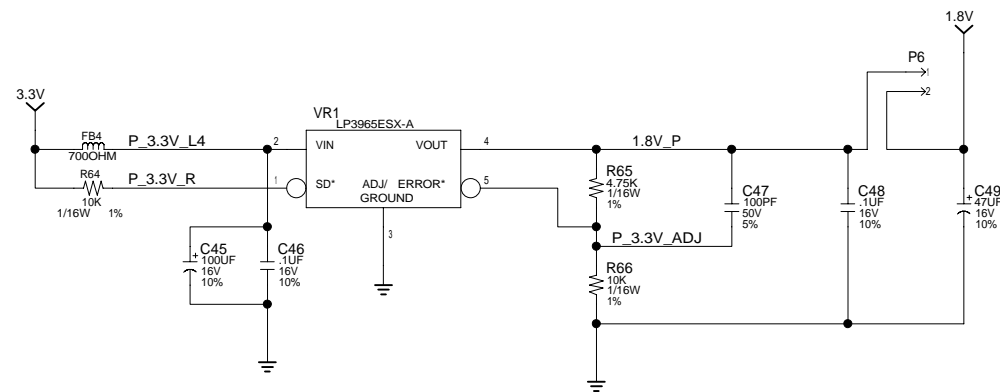 1.8V
P6
1
2
3.3V
VR1
LP3965ESX-A
FB4
700OHM
P_3.3V_L4
2
VIN
VOUT
4
1.8V_P
R64
10K
1/16W 1%
P_3.3V_R
1
SD*
ADJ/ ERROR*
GROUND
5
3
R65
4.75K
1/16W
1%
C47
100PF
50V
5%
C48
.1UF
16V
10%
C49
+
47UF
16V
10%
P_3.3V_ADJ
C45
+
100UF
16V
10%
C46
.1UF
16V
10%
R66
10K
1/16W
1%